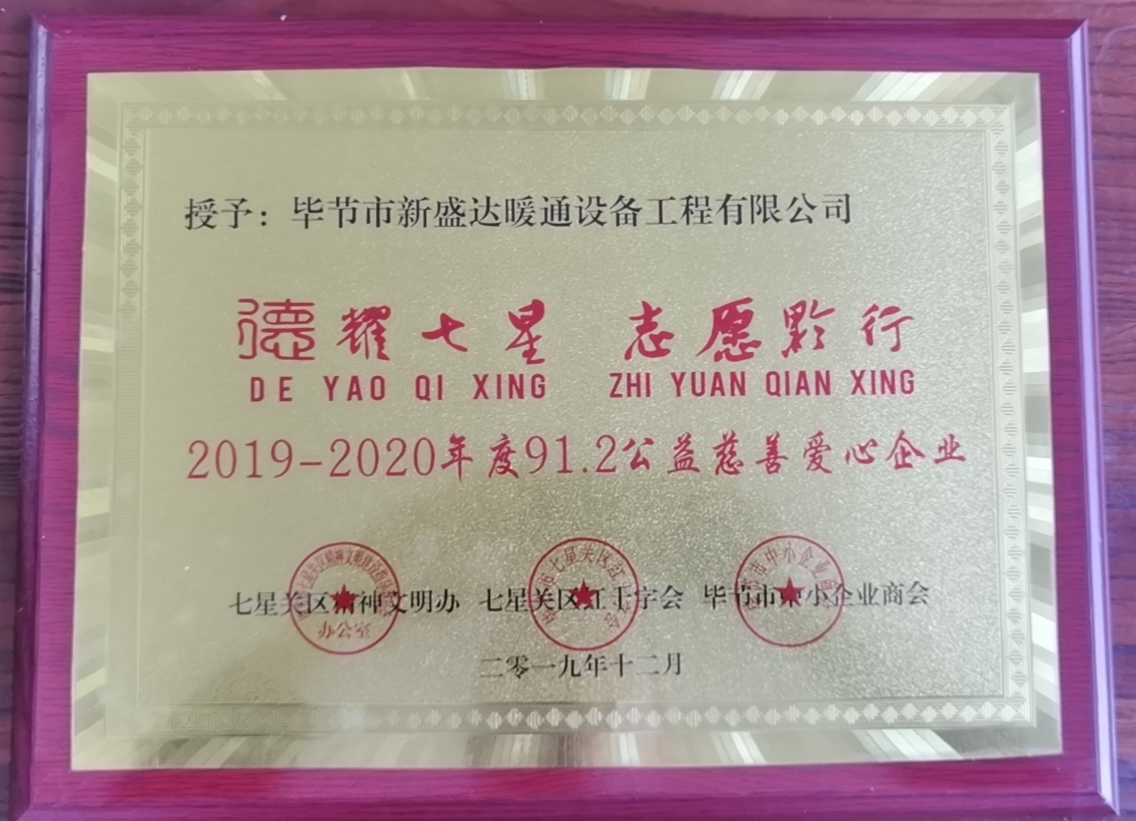 授予：毕节市新盛达暖通设备工程有限公司
德耀七星 志愿黔行
DE YAO QI XING ZHI YUAN QIAN XING
2019-2020年度91.2公益慈善爱心企业
七星关区精神文明办 七星关区红十字会 毕节市中小企业商会
办公室
二零一九年十二月